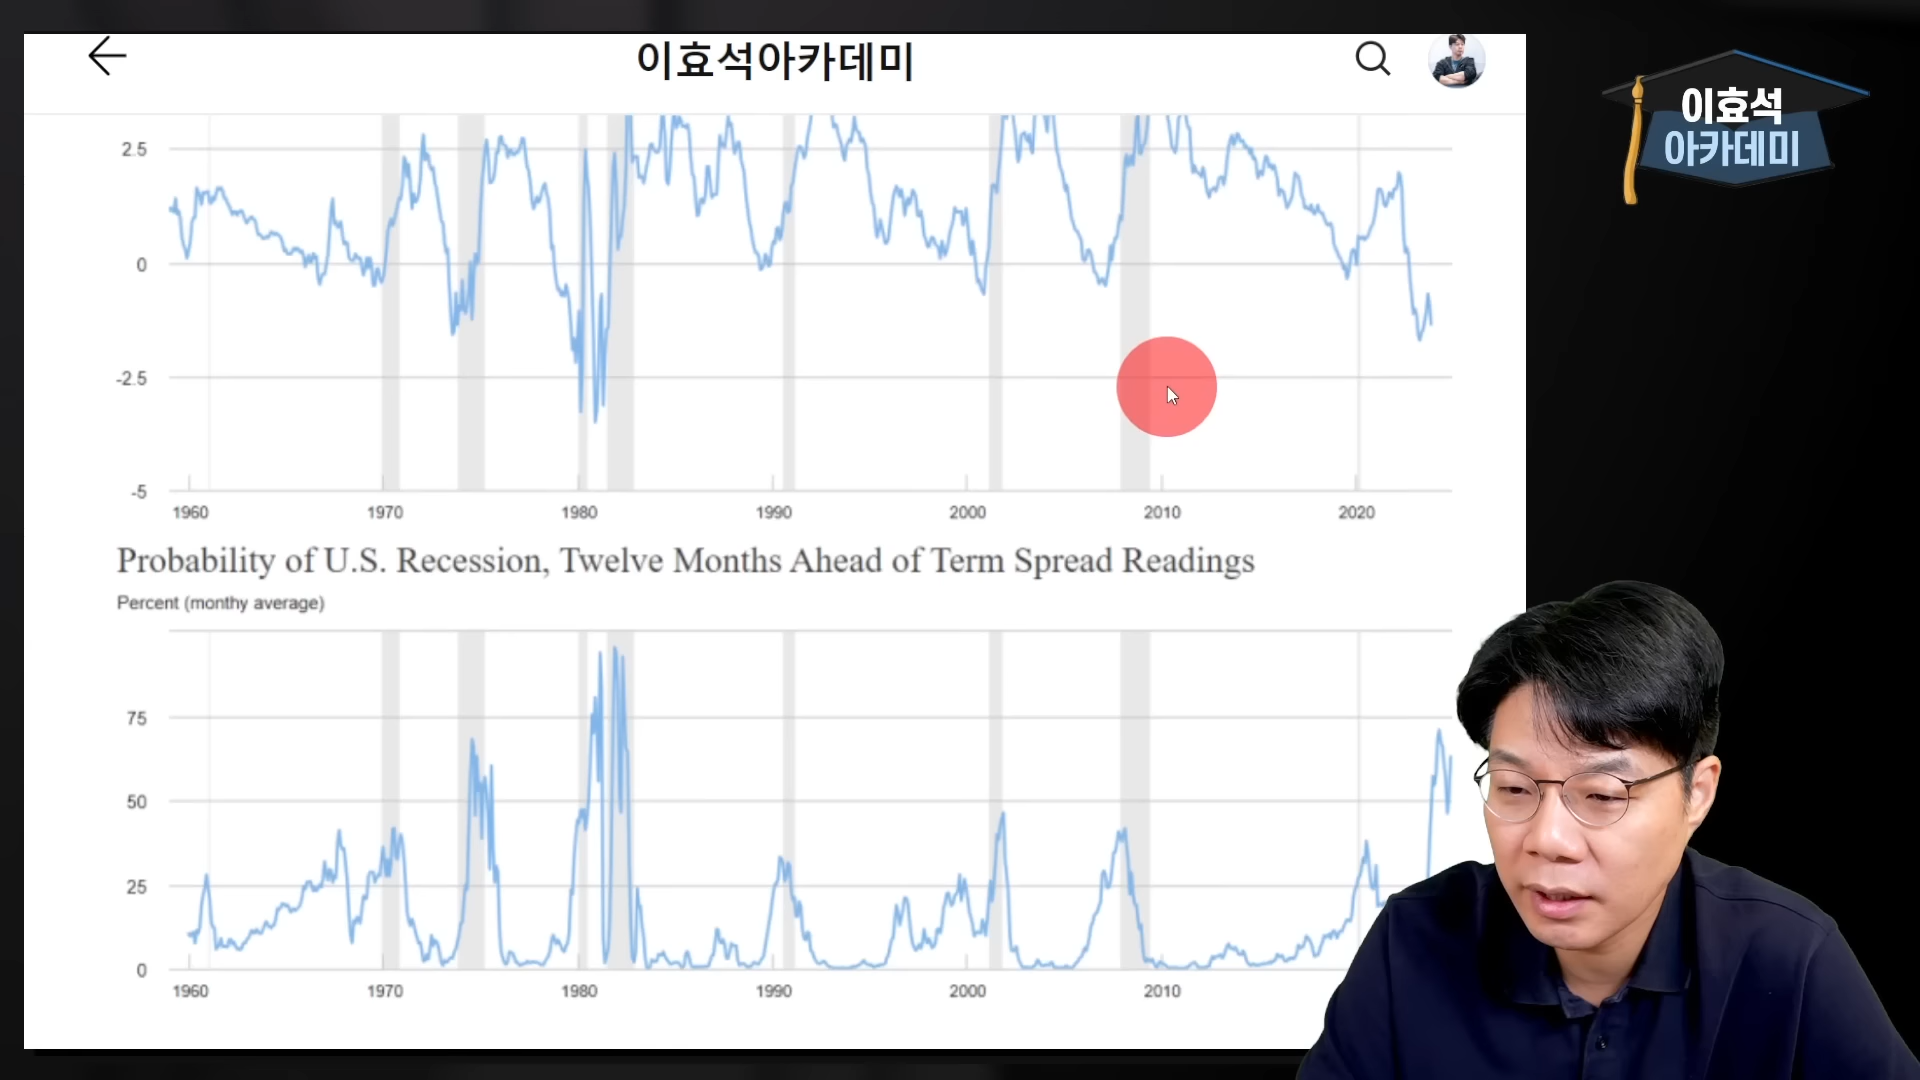 이효석아카데미
이효석
아카데미
2.5
0
-2.5
-5
1960 1970 1980 1990 2000 2010 2020
Probability of U.S. Recession, Twelve Months Ahead of Term Spread Readings
Percent (monthy average)
75
50
25
0
1960 1970 1980 1990 2000 2010